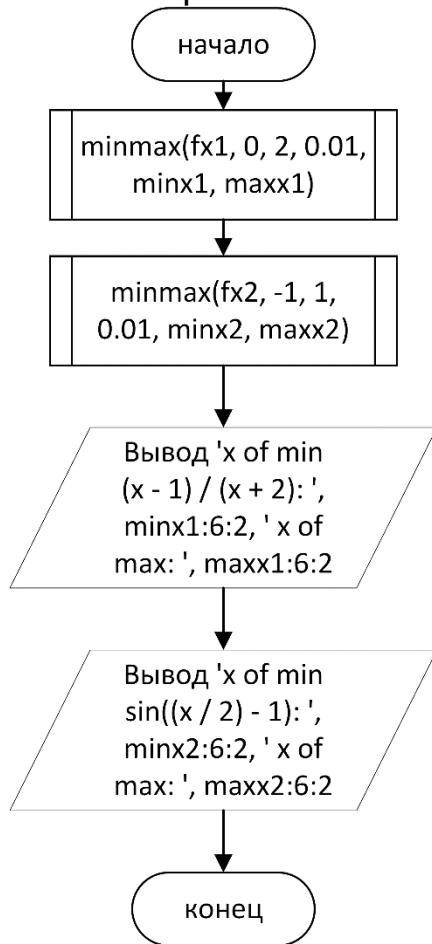 начало
minmax(fx1, 0, 2, 0.01,
minx1, maxx1)
minmax(fx2, -1, 1,
0.01, minx2, maxx2)
Вывод 'x of min
(x - 1) / (x + 2): ',
minx1:6:2, ' x of
max: ', maxx1:6:2
Вывод 'x of min
sin((x / 2) - 1): ',
minx2:6:2, ' x of
max: ', maxx2:6:2
конец